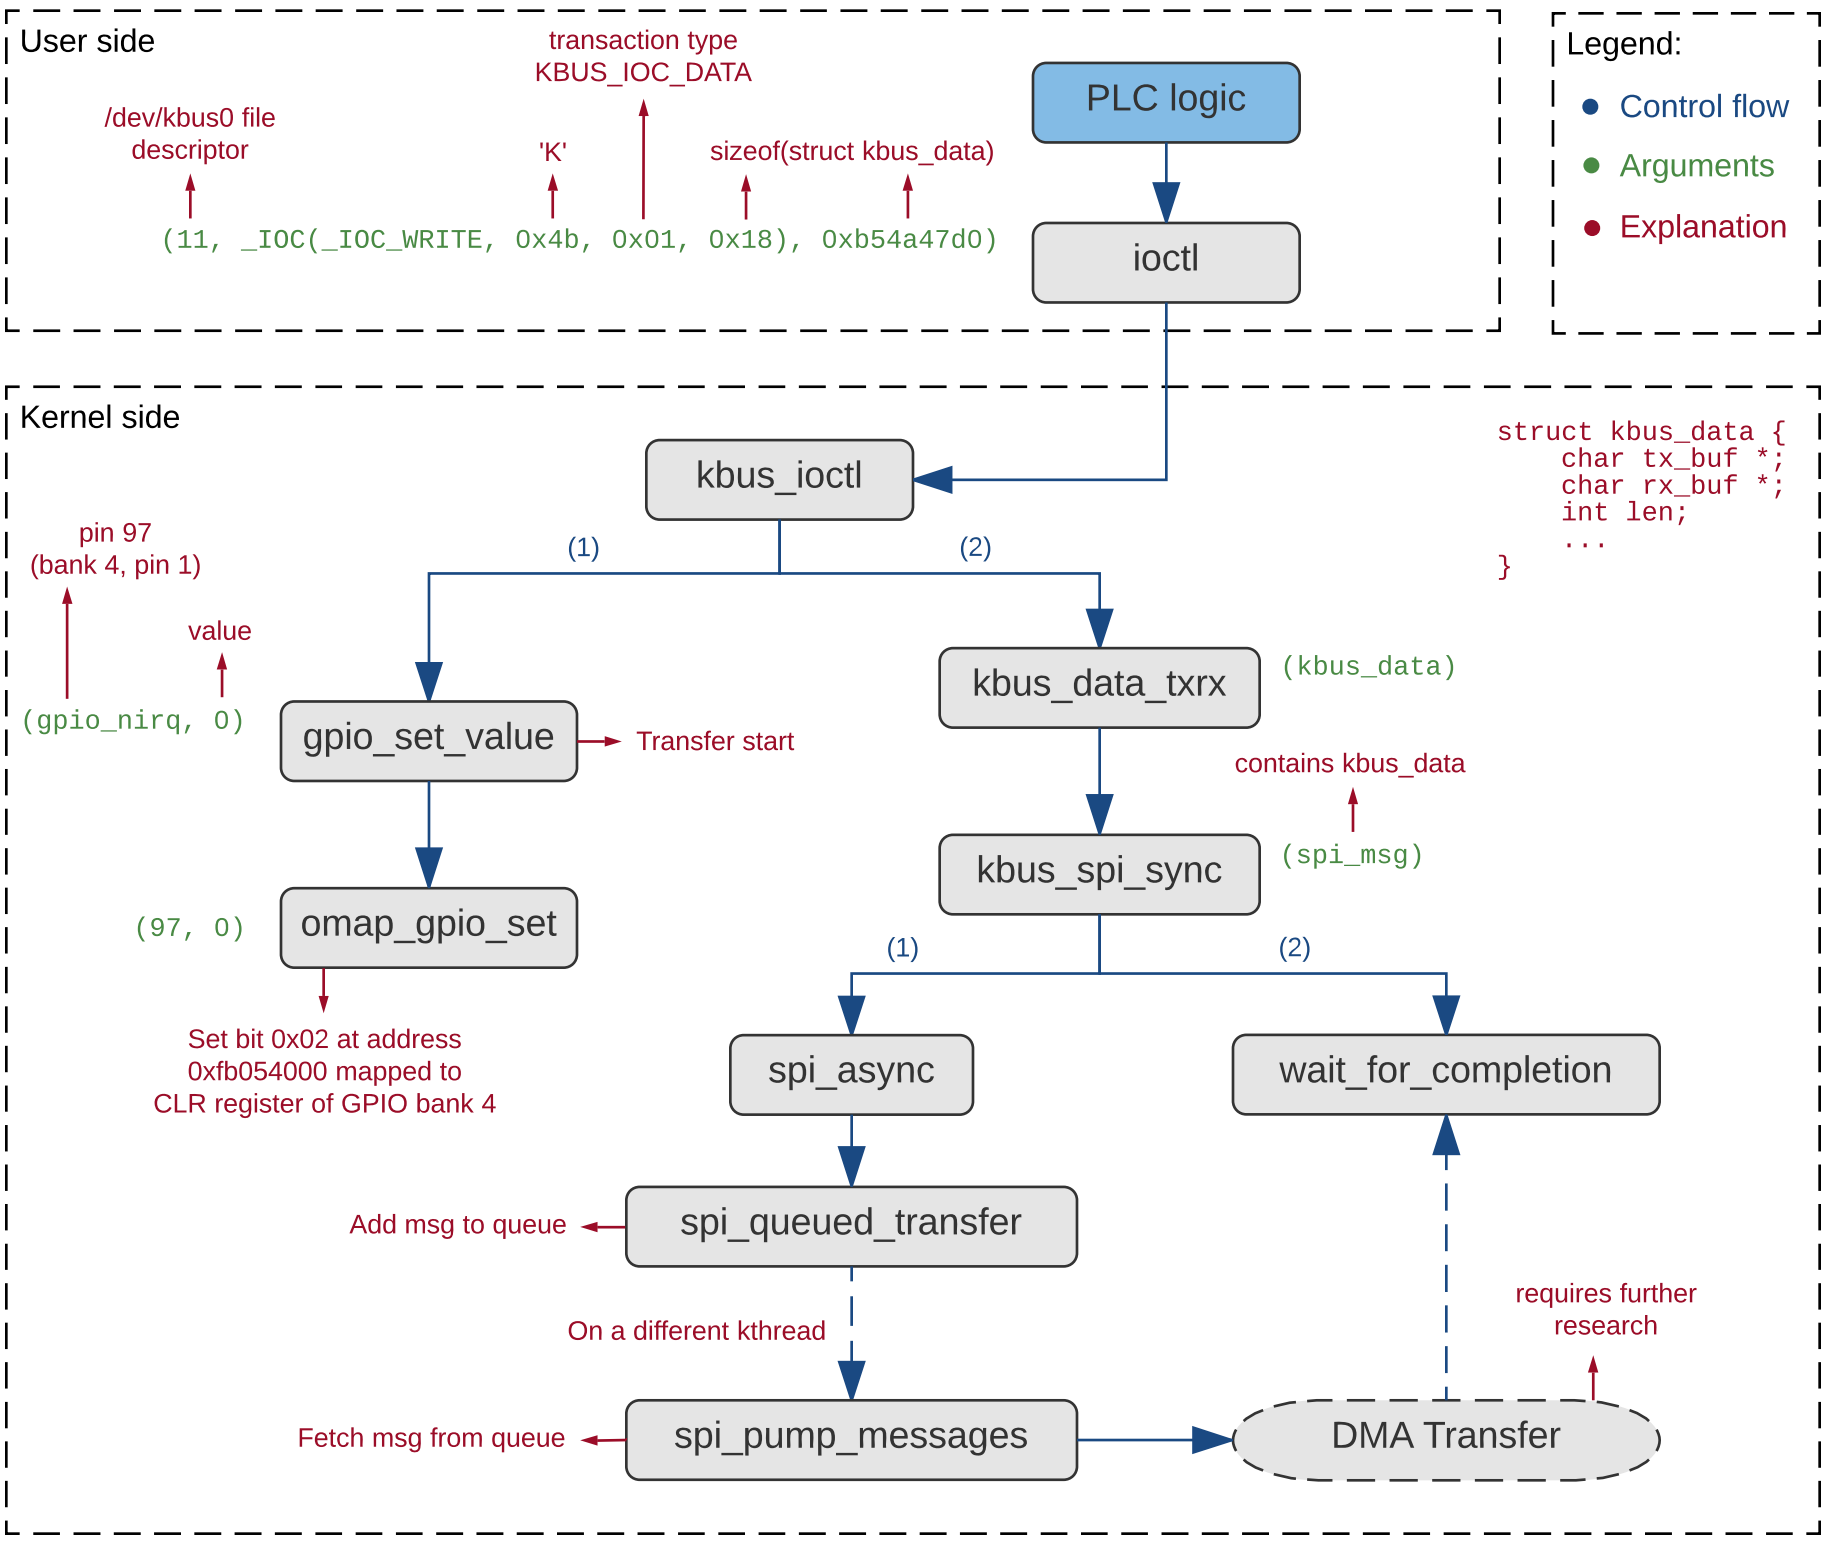 User side
transaction type
KBUS_IOC_DATA
/dev/kbus0 file
descriptor
'K'
sizeof(struct kbus_data)
(11, _IOC(_IOC_WRITE, 0x4b, 0x01, 0x18), 0xb54a47d0)
PLC logic
ioctl
Legend:
Control flow
Arguments
Explanation
Kernel side
kbus_ioctl
struct kbus_data {
    char tx_buf *;
    char rx_buf *;
    int len;
    ...
}
(1)
(2)
pin 97
(bank 4, pin 1)
value
(gpio_nirq, 0)
gpio_set_value
Transfer start
kbus_data_txrx
(kbus_data)
contains kbus_data
(spi_msg)
kbus_spi_sync
(97, 0)
omap_gpio_set
Set bit 0x02 at address
0xfb054000 mapped to
CLR register of GPIO bank 4
(1)
(2)
spi_async
wait_for_completion
Add msg to queue
spi_queued_transfer
On a different kthread
requires further
research
Fetch msg from queue
spi_pump_messages
DMA Transfer